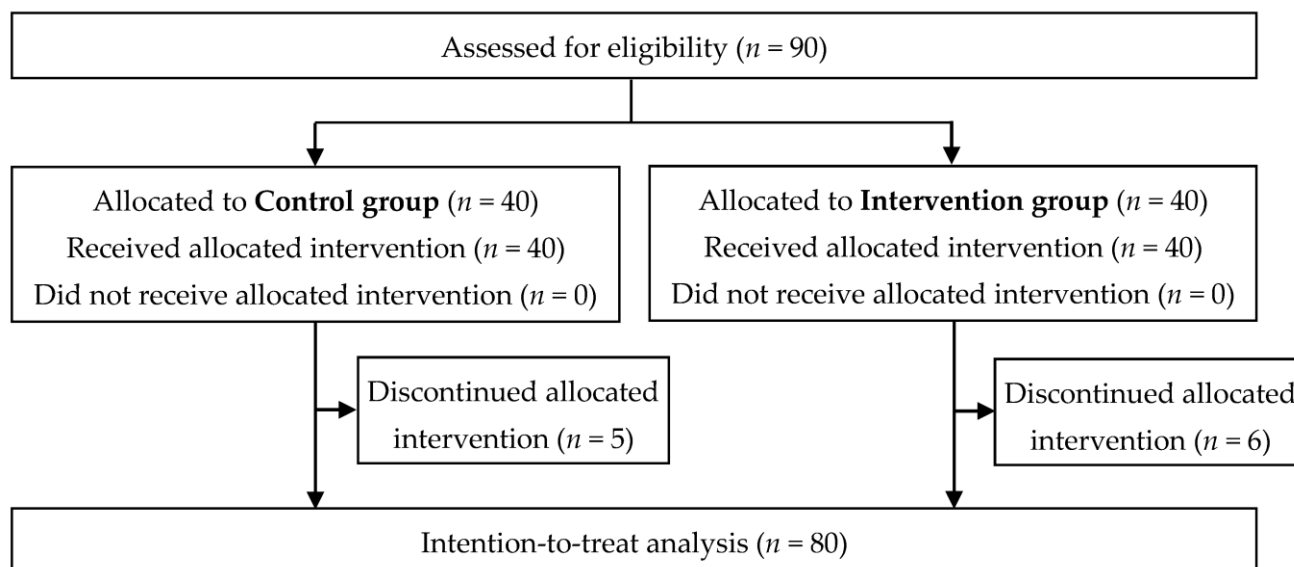 Assessed for eligibility (n = 90)
Allocated to Control group (n = 40)
Received allocated intervention (n = 40)
Did not receive allocated intervention (n = 0)
Allocated to Intervention group (n = 40)
Received allocated intervention (n = 40)
Did not receive allocated intervention (n = 0)
Discontinued allocated
intervention (n = 5)
Discontinued allocated
intervention (n = 6)
Intention-to-treat analysis (n = 80)